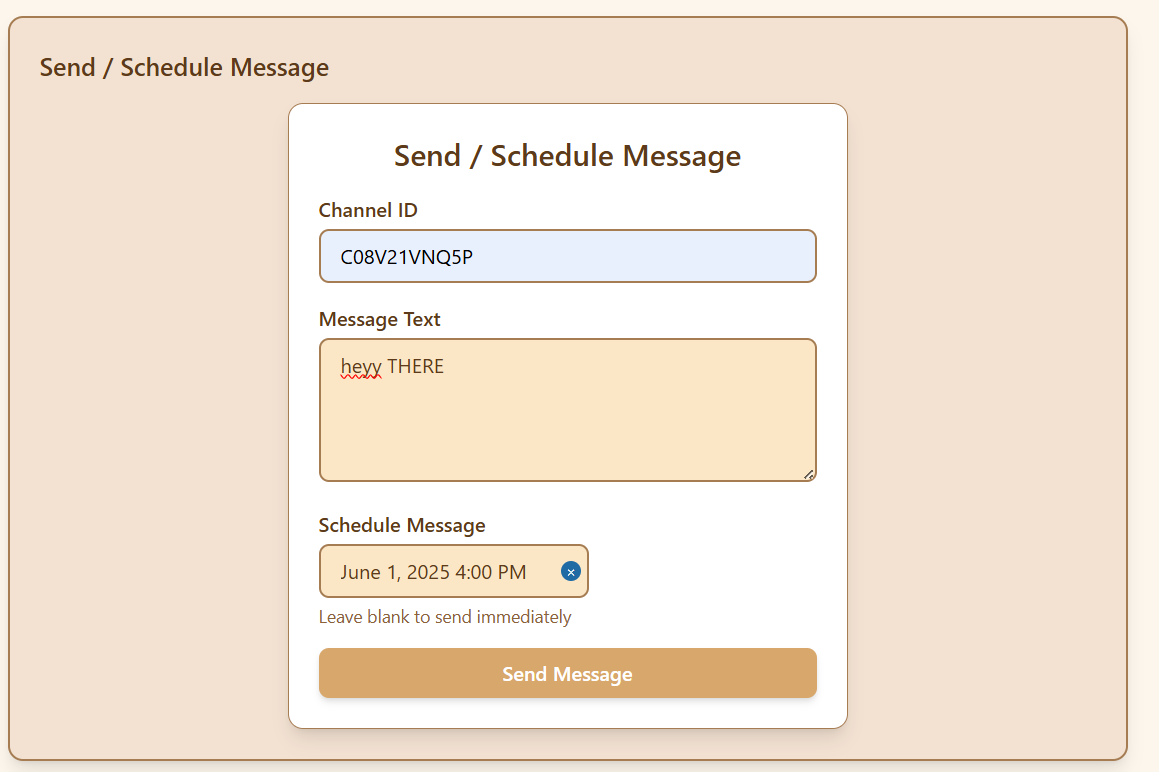 Send / Schedule Message
Send / Schedule Message
Channel ID
C08V21VNQ5P
Message Text
heyy THERE
Schedule Message
June 1, 2025 4:00 PM
Leave blank to send immediately
Send Message